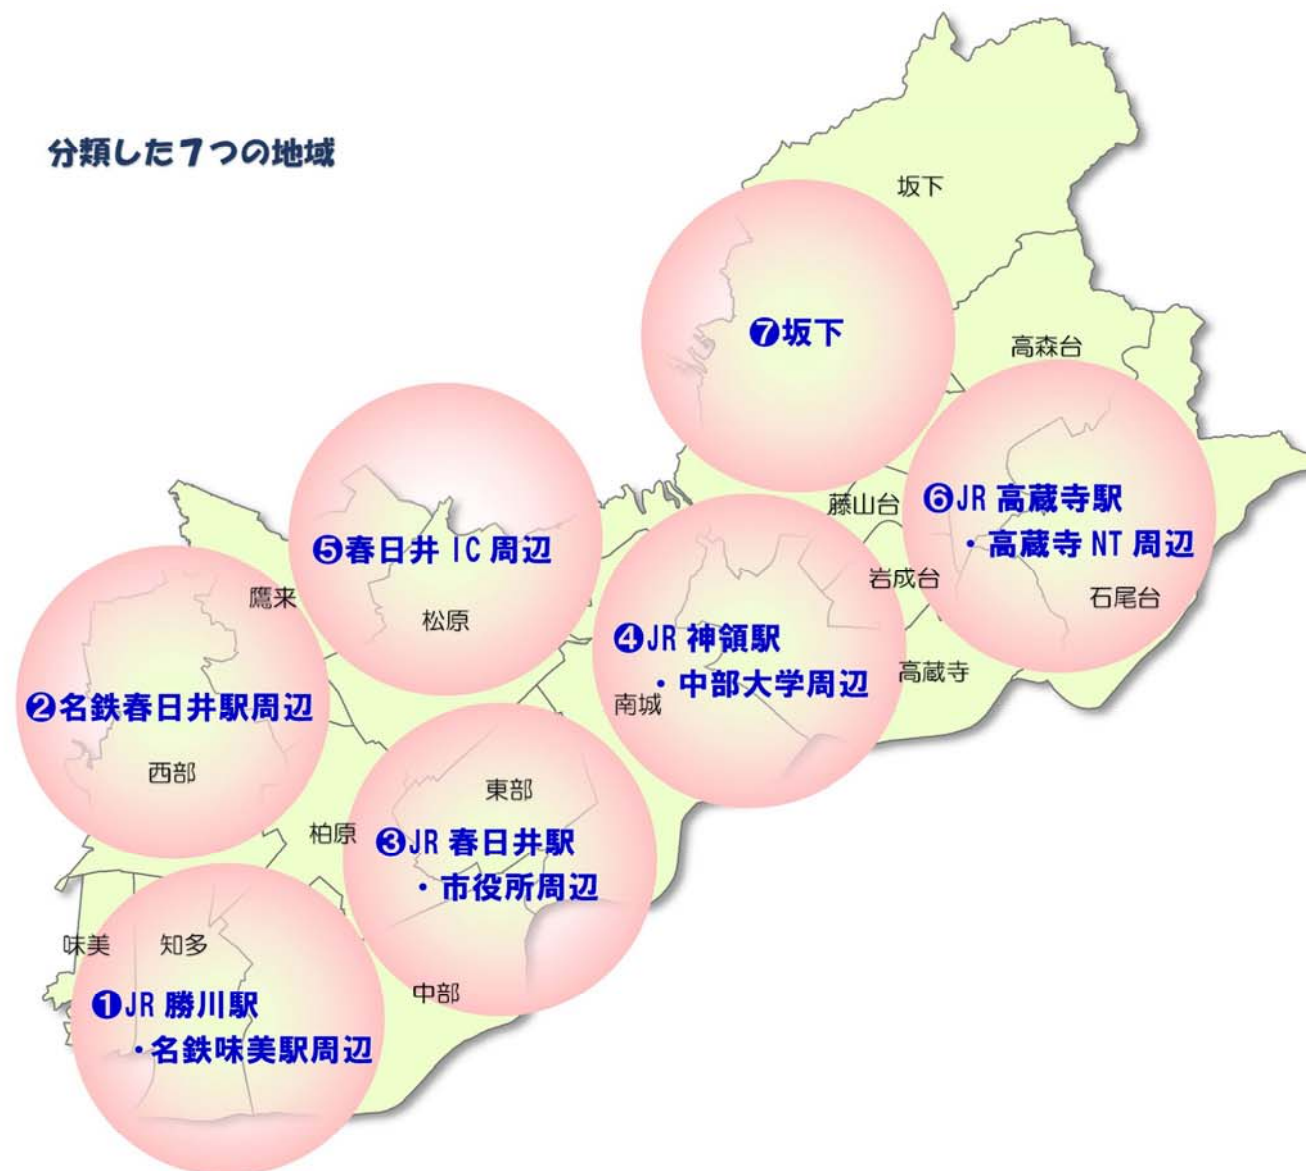 分類した7つの地域
坂下
❼坂下
高森台
藤山台
❻JR 高蔵寺駅
・高蔵寺 NT 周辺
❺春日井 IC 周辺
岩成台
鷹来
石尾台
松原
❹JR 神領駅
・中部大学周辺
高蔵寺
南城
❷名鉄春日井駅周辺
西部
東部
柏原
❸JR 春日井駅
・市役所周辺
味美
知多
中部
❶JR 勝川駅
・名鉄味美駅周辺